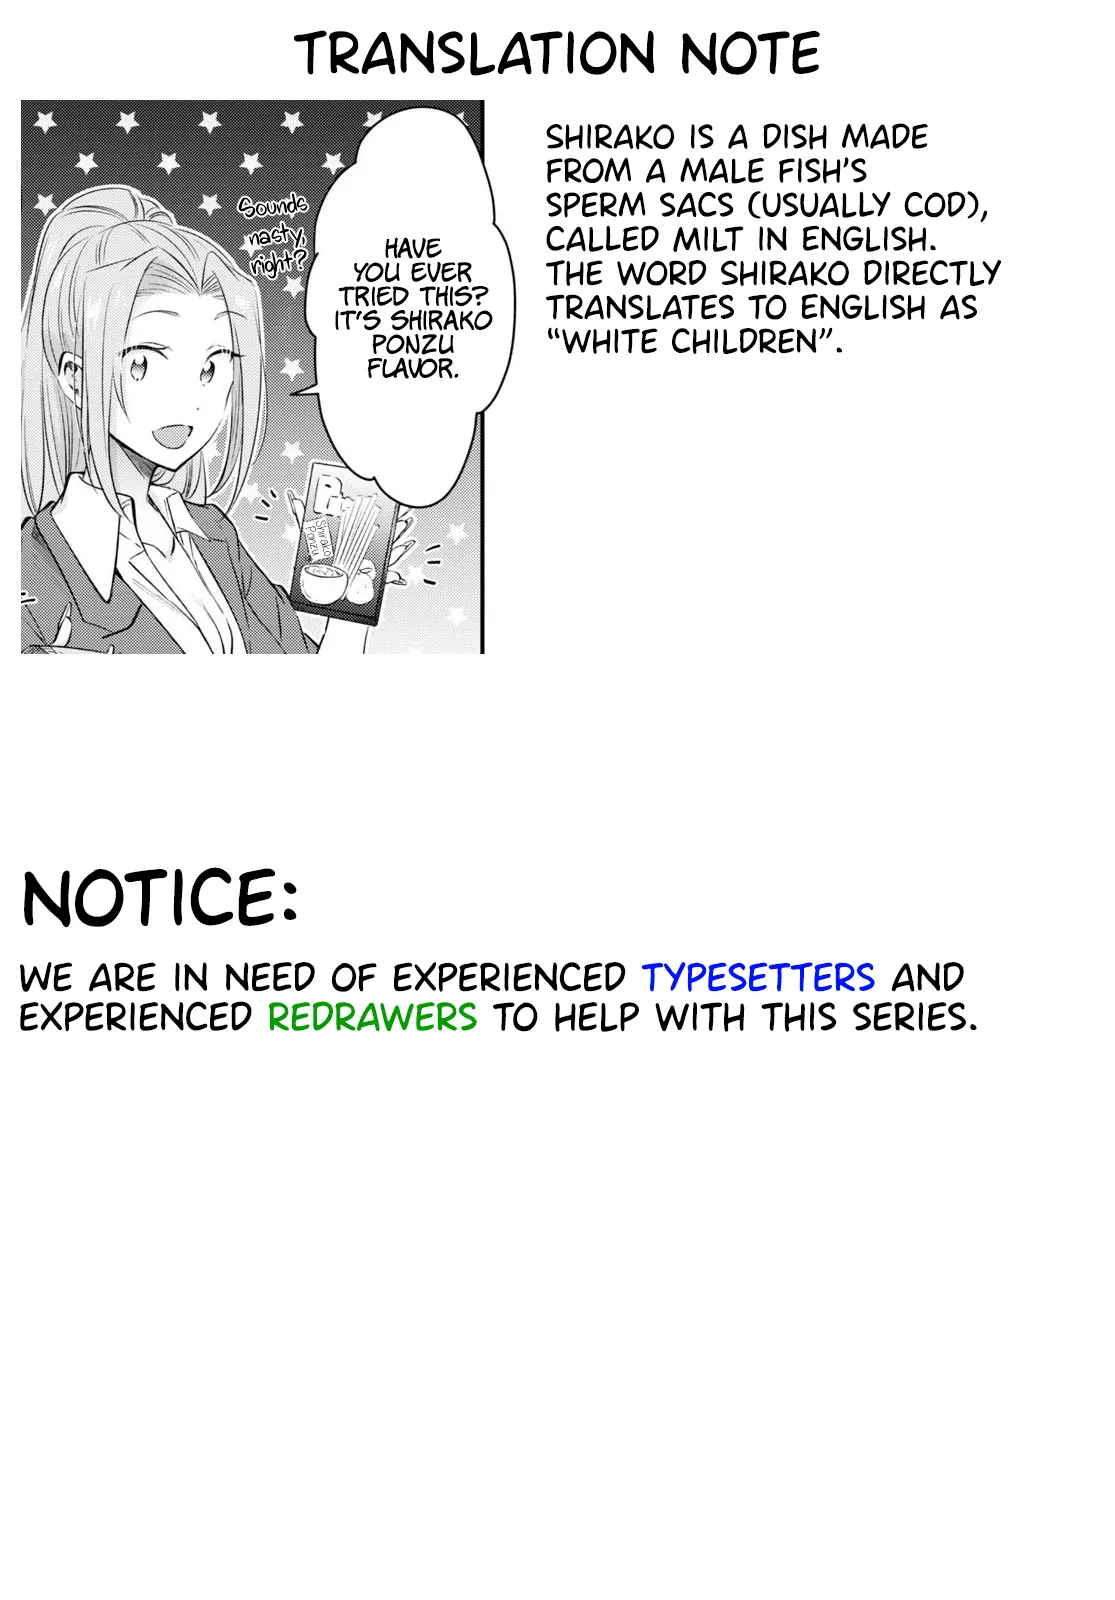 TRANSLATION NOTE
Sounds
nasty,
right?
HAVE
YOU EVER
TRIED THIS?
IT'S SHIRAKO
PONZU
FLAVOR.
Shirako
Ponzu
SHIRAKO IS A DISH MADE
FROM A MALE FISH'S
SPERM SACS (USUALLY COD),
CALLED MILT IN ENGLISH.
THE WORD SHIRAKO DIRECTLY
TRANSLATES TO ENGLISH AS
"WHITE CHILDREN".
NOTICE:
WE ARE IN NEED OF EXPERIENCED TYPESETTERS AND
EXPERIENCED REDRAWERS TO HELP WITH THIS SERIES.